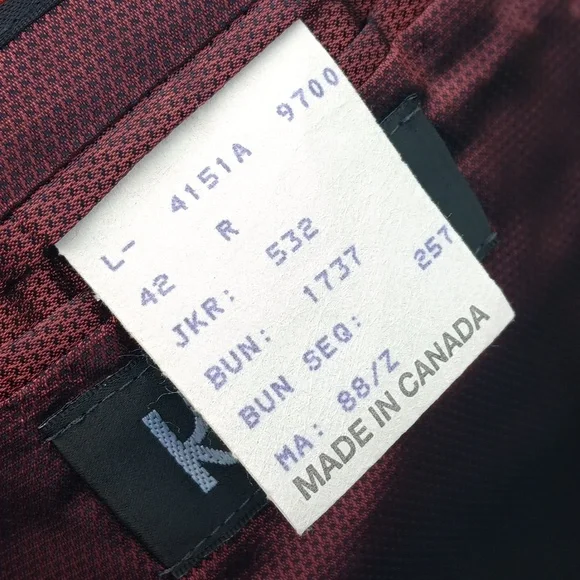 L- 4151A 9700
42 R
JKR: 532
BUN: 1737
BUN SEQ: 257
MA: 88/Z
MADE IN CANADA
K